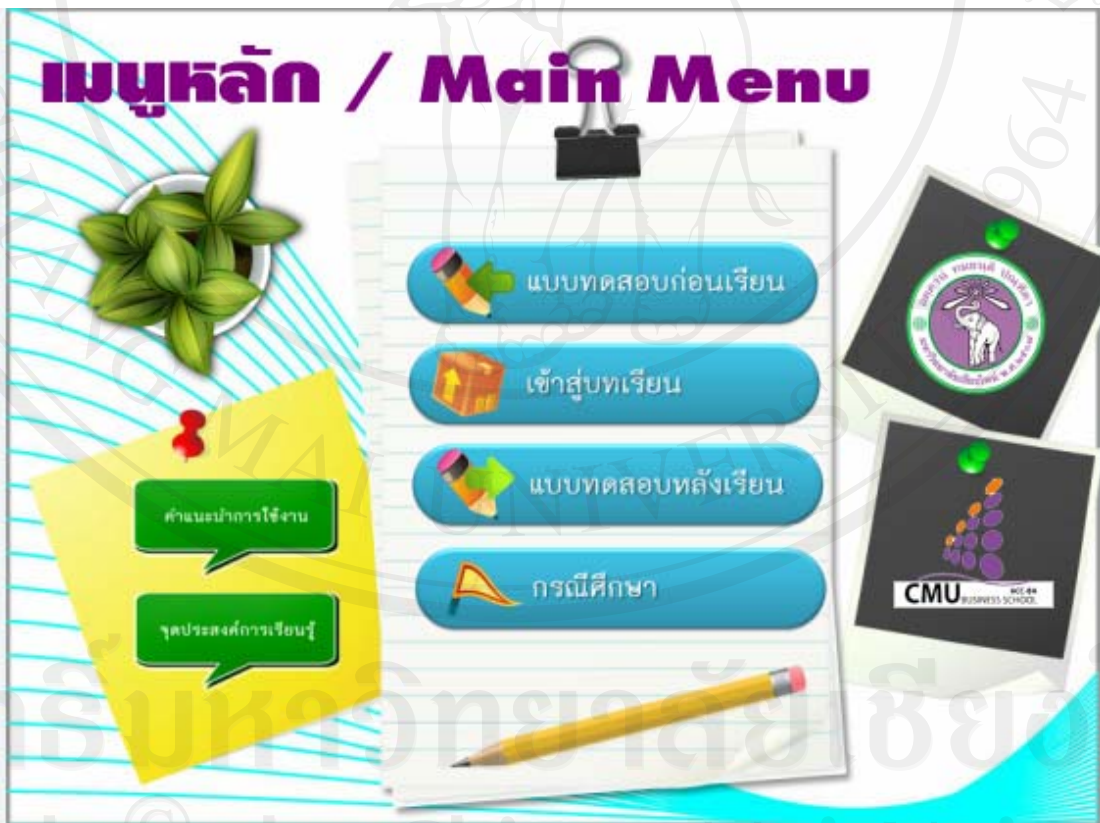 เมนูหลัก / Main Menu
แบบทดสอบก่อนเรียน
เข้าสู่บทเรียน
แบบทดสอบหลังเรียน
กรณีศึกษา
คำแนะนำการใช้งาน
จุดประสงค์การเรียนรู้
CMU BUSINESS SCHOOL
1964